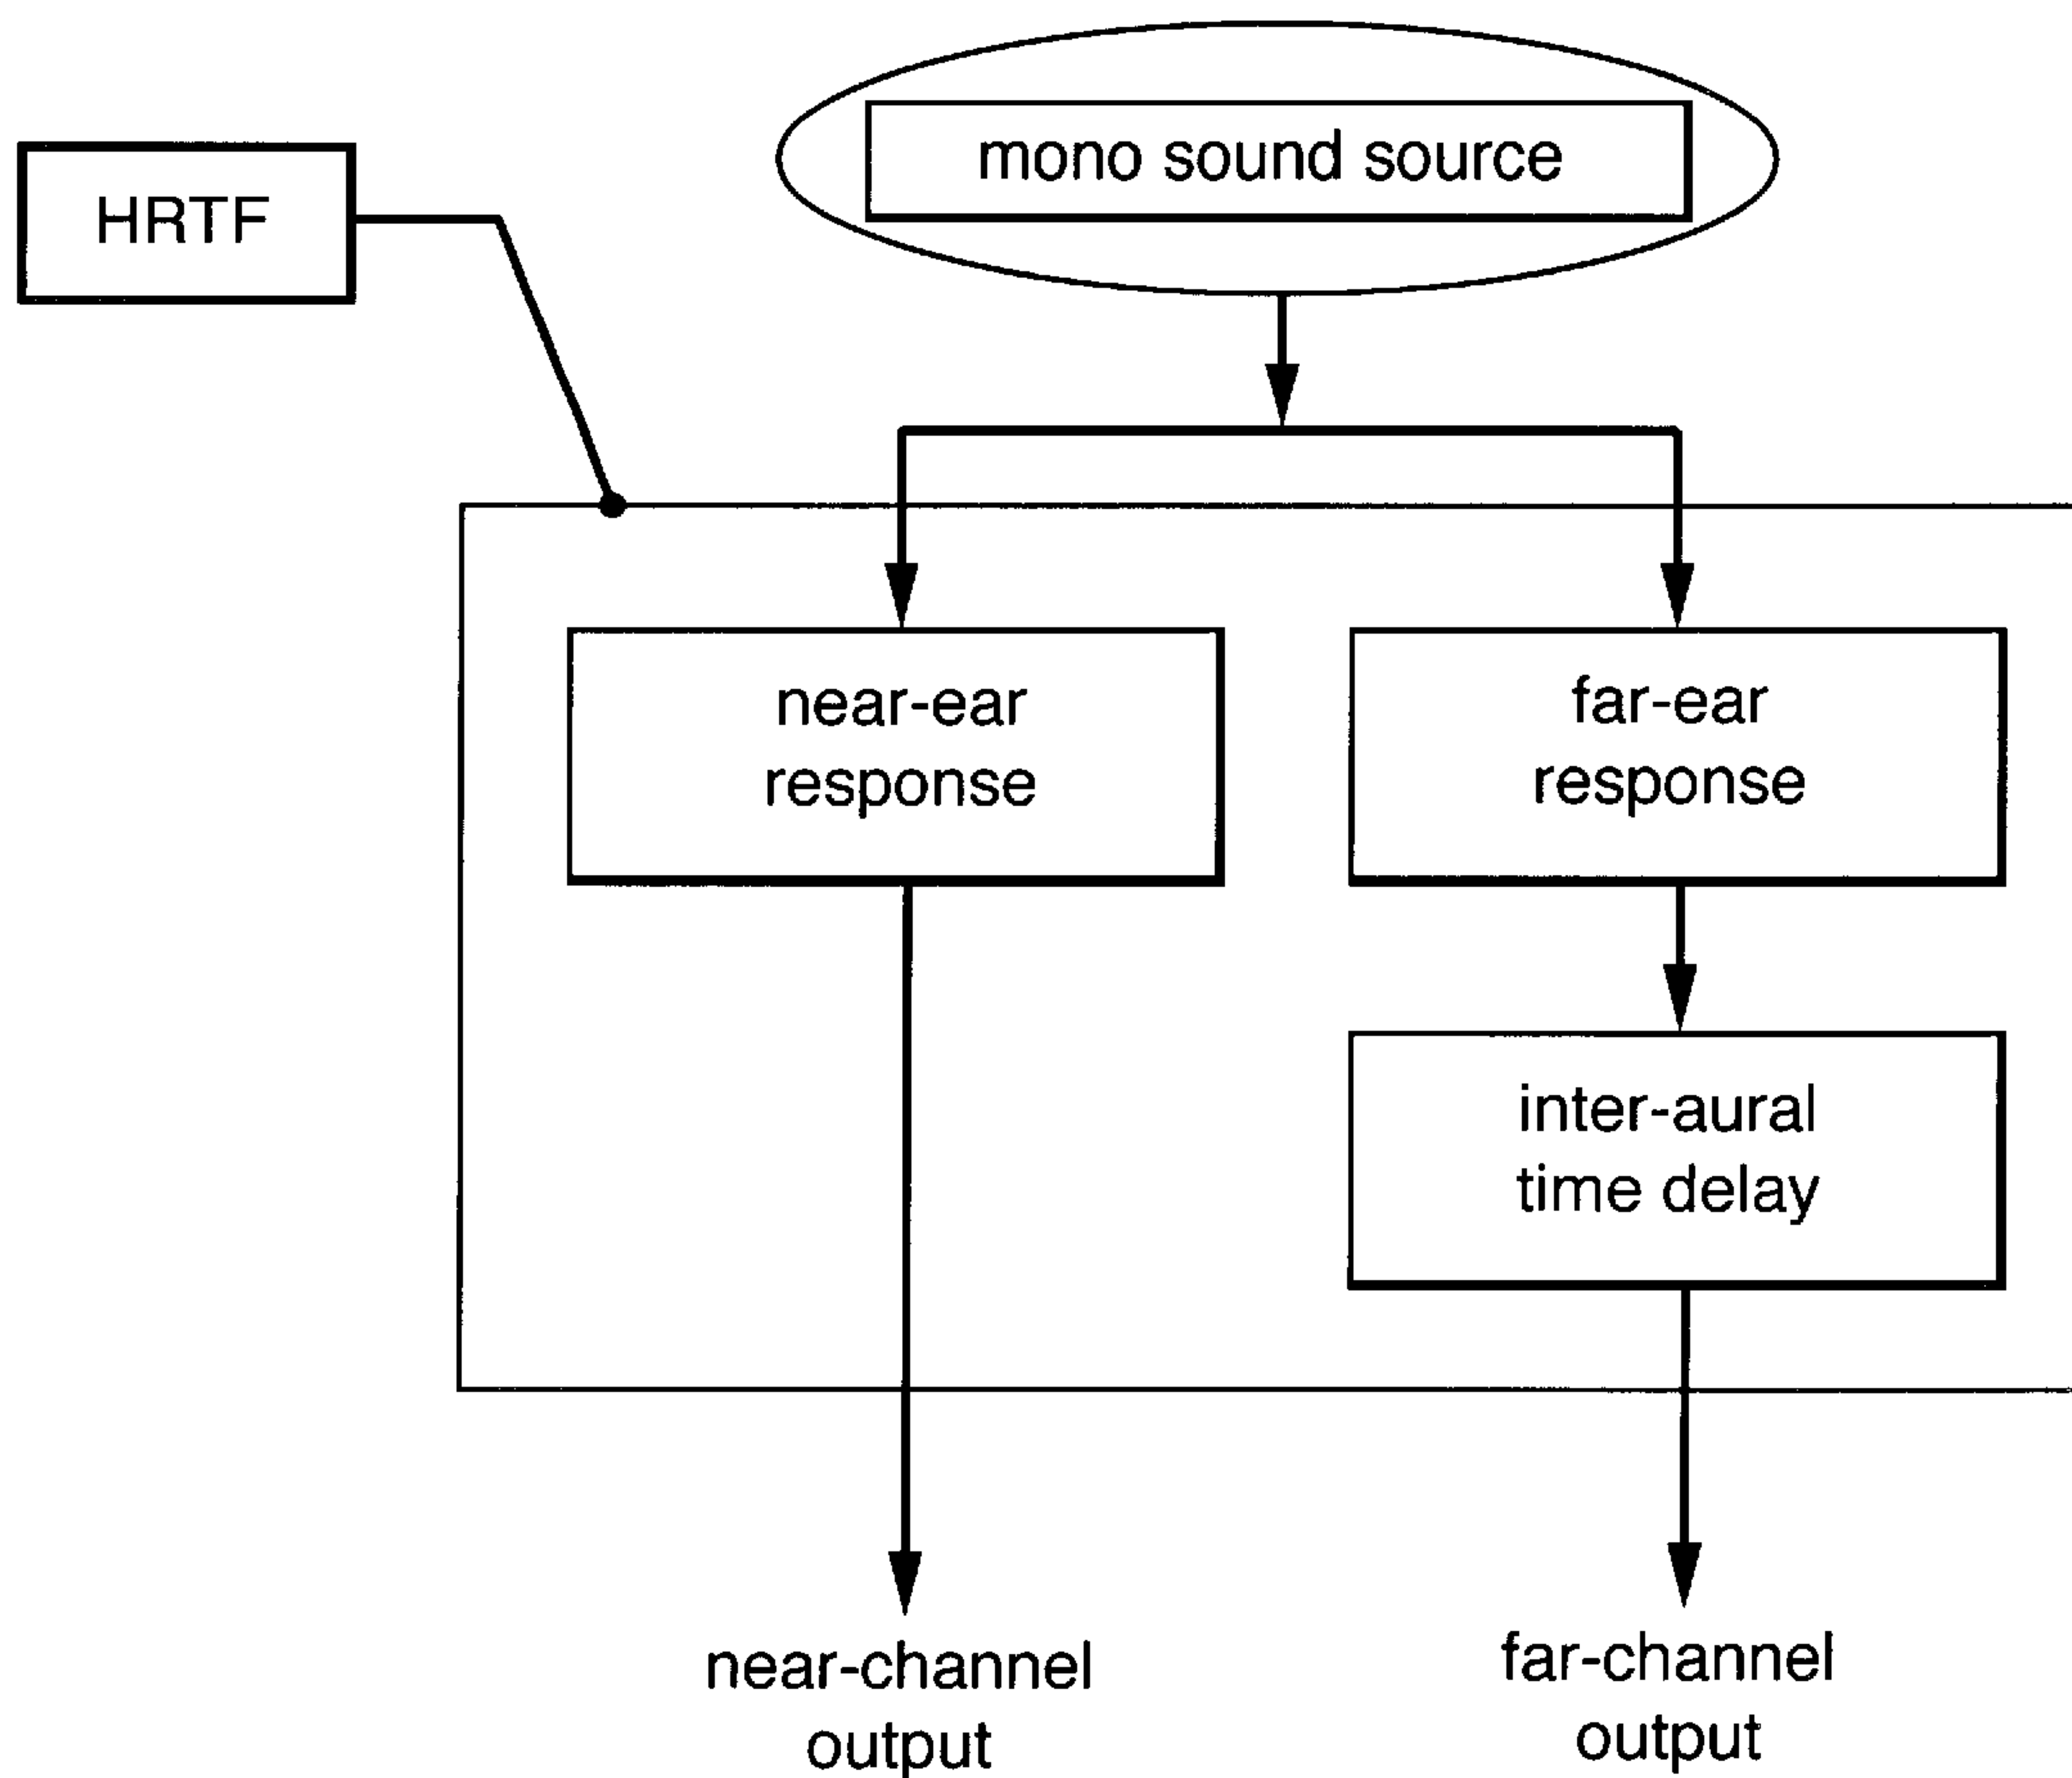 mono sound source
HRTF
near-ear
response
far-ear
response
inter-aural
time delay
near-channel
output
far-channel
output